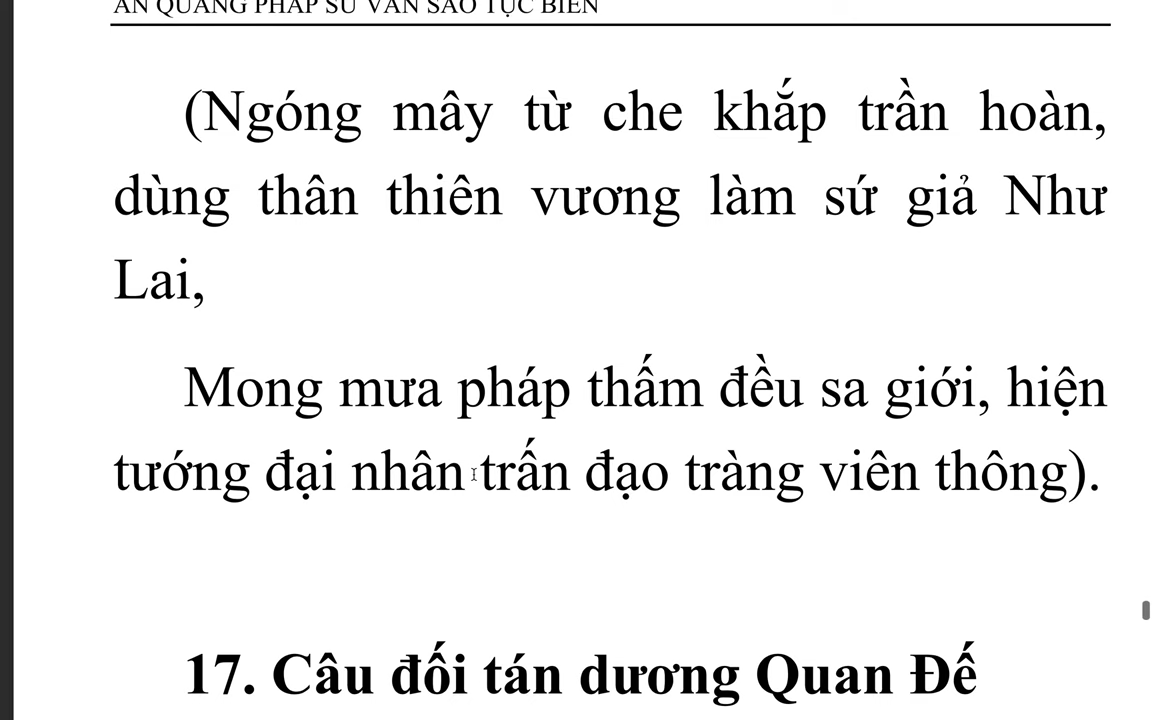 ẤN QUANG PHÁP SƯ VĂN SAO TỤC BIÊN
(Ngóng mây từ che khắp trần hoàn,
dùng thân thiên vương làm sứ giả Như
Lai,
Mong mưa pháp thấm đều sa giới, hiện
tướng đại nhân trấn đạo tràng viên thông).
17. Câu đối tán dương Quan Đế